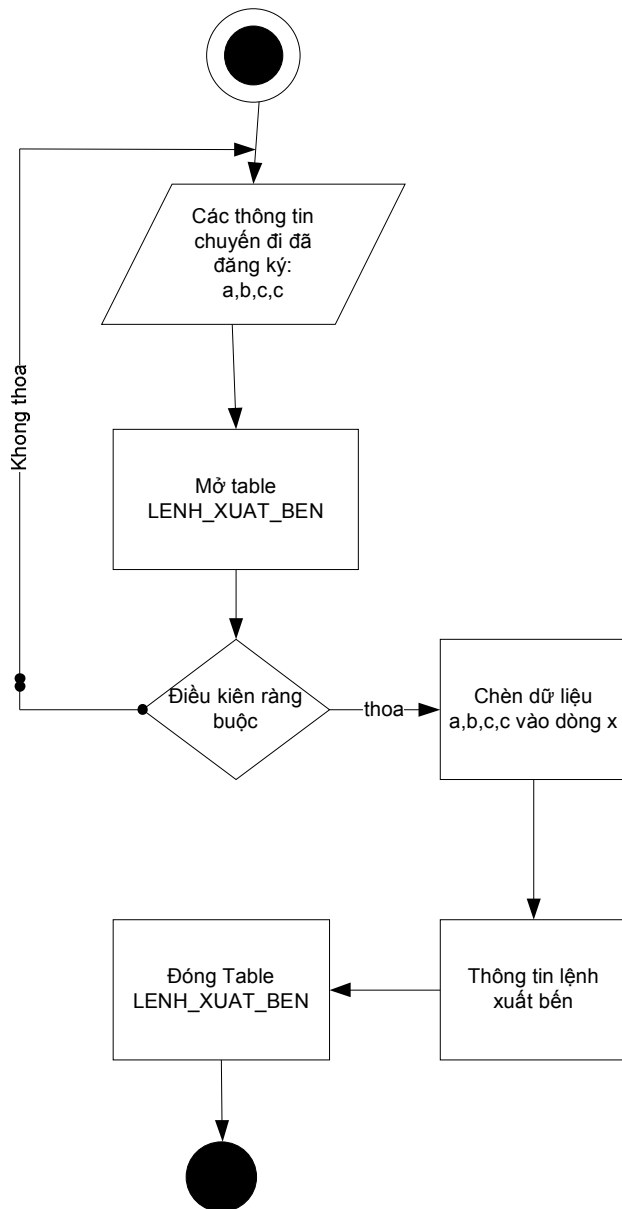 Các thông tin
chuyến đi đã
đăng ký:
a,b,c,c
Khong thoa
Mở table
LENH_XUAT_BEN
Điều kiên ràng
buộc
thoa
Chèn dữ liệu
a,b,c,c vào dòng x
Đóng Table
LENH_XUAT_BEN
Thông tin lệnh
xuất bến